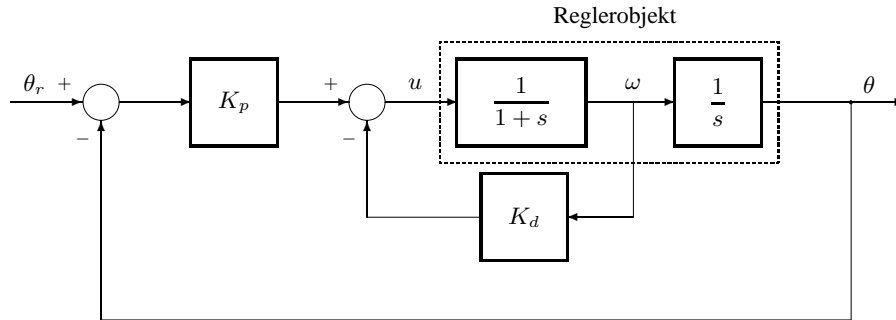 Reglerobjekt
θ_r
+
−
K_p
+
−
u
1
1 + s
ω
1
s
θ
K_d
−